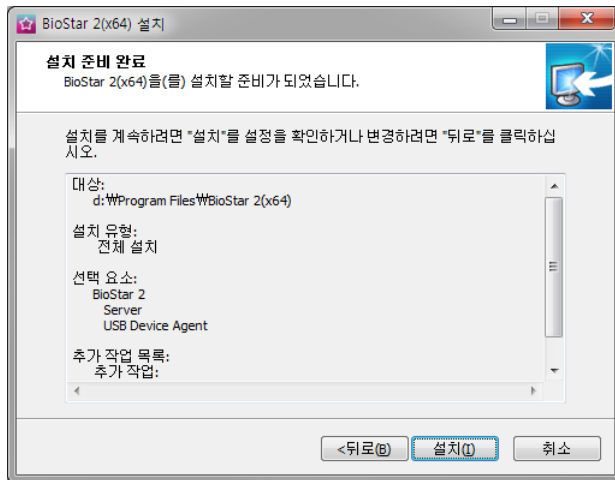 BioStar 2(x64) 설치
설치 준비 완료
BioStar 2(x64)을(를) 설치할 준비가 되었습니다.
설치를 계속하려면 "설치"를 설정을 확인하거나 변경하려면 "뒤로"를 클릭하십
시오.
대상:
d:₩Program Files₩BioStar 2(x64)
설치 유형:
전체 설치
선택 요소:
BioStar 2
Server
USB Device Agent
추가 작업 목록:
추가 작업:
<뒤로(B)
설치(I)
취소